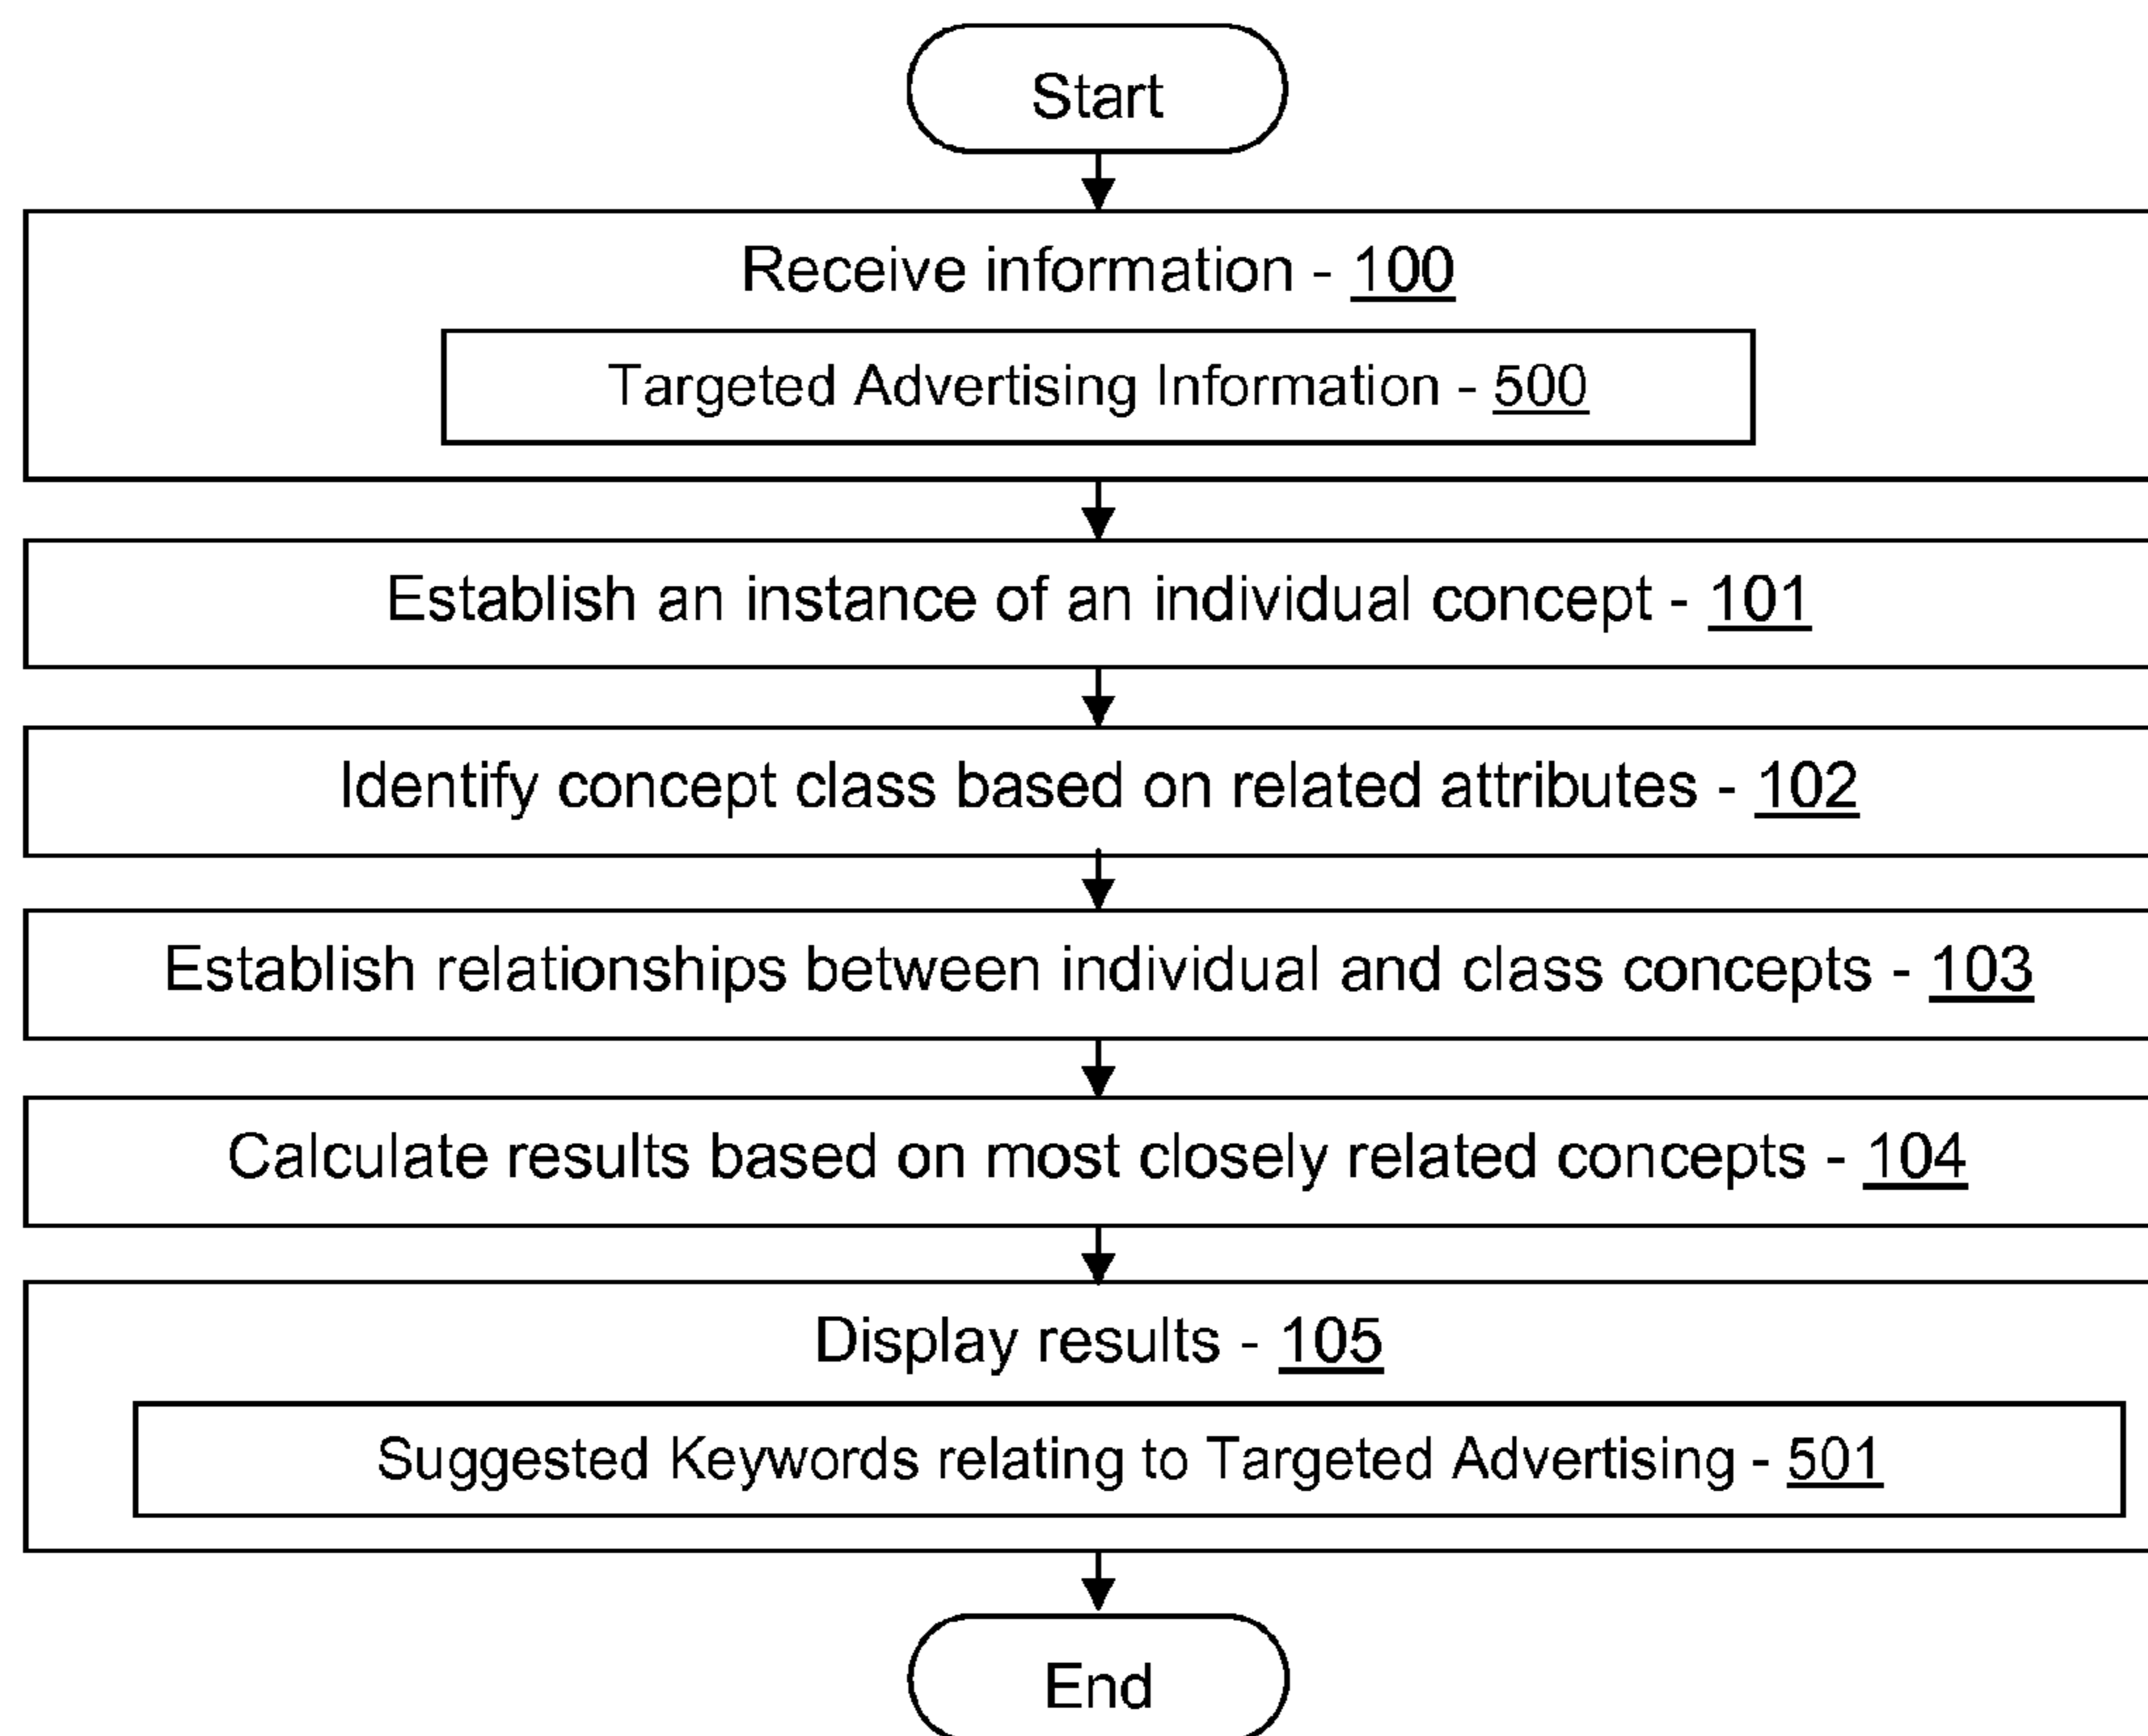 Start
Receive information - 100
Targeted Advertising Information - 500
Establish an instance of an individual concept - 101
Identify concept class based on related attributes - 102
Establish relationships between individual and class concepts - 103
Calculate results based on most closely related concepts - 104
Display results - 105
Suggested Keywords relating to Targeted Advertising - 501
End